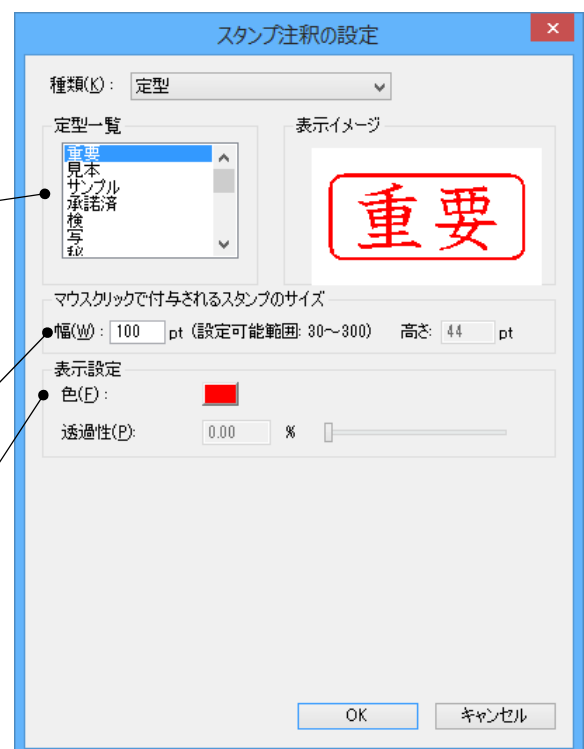 スタンプ注釈の設定
×
種類(K)： 定型
定型一覧
重要
見本
サンプル
承諾済
検
写
秘
表示イメージ
重要
マウスクリックで付与されるスタンプのサイズ
幅(W)： 100 pt (設定可能範囲: 30～300) 高さ: 44 pt
表示設定
色(F)：
透過性(P): 0.00 %
OK キャンセル